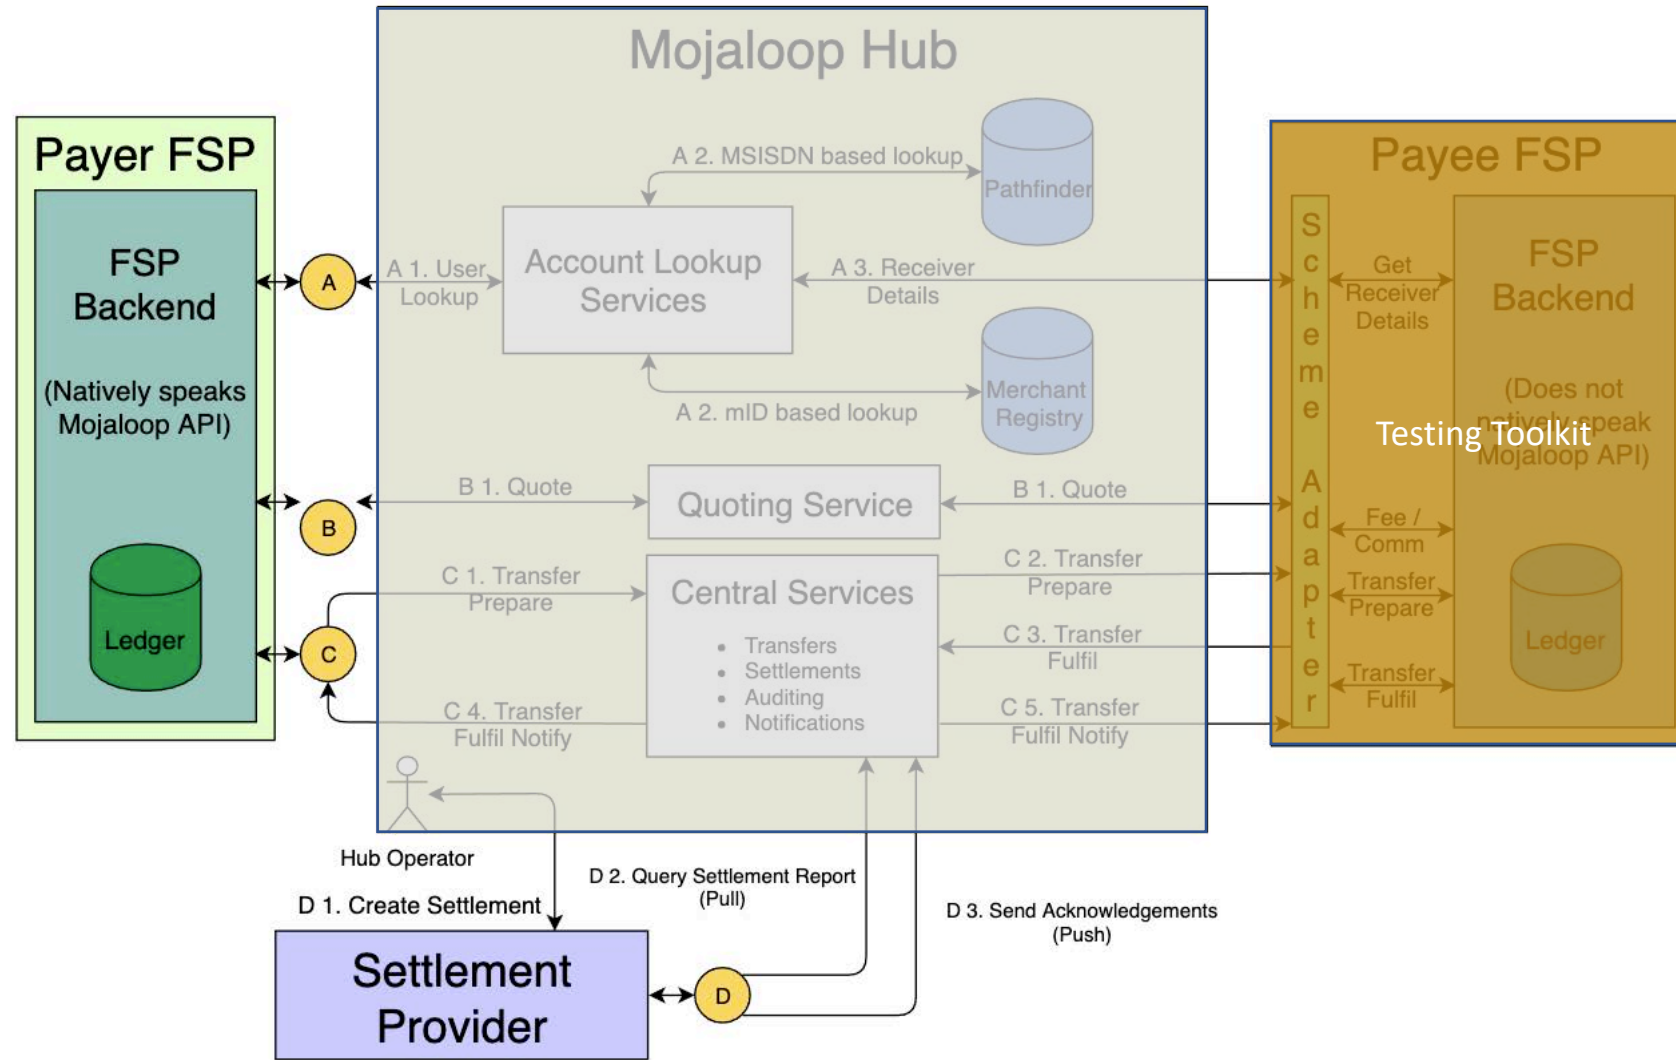 Mojaloop Hub
Payer FSP
FSP
Backend
(Natively speaks
Mojaloop API)
Ledger
A
B
C
A 1. User
Lookup
Account Lookup
Services
A 2. MSISDN based lookup
Pathfinder
A 3. Receiver
Details
A 2. mID based lookup
Merchant
Registry
B 1. Quote
Quoting Service
B 1. Quote
C 1. Transfer
Prepare
Central Services
• Transfers
• Settlements
• Auditing
• Notifications
C 2. Transfer
Prepare
C 3. Transfer
Fulfil
C 4. Transfer
Fulfil Notify
C 5. Transfer
Fulfil Notify
Payee FSP
Scheme Adapter
Get
Receiver
Details
FSP
Backend
(Does not
natively speak
Mojaloop API)
Testing Toolkit
Fee /
Comm
Transfer
Prepare
Transfer
Fulfil
Ledger
Hub Operator
D 1. Create Settlement
D 2. Query Settlement Report
(Pull)
D 3. Send Acknowledgements
(Push)
Settlement
Provider
D